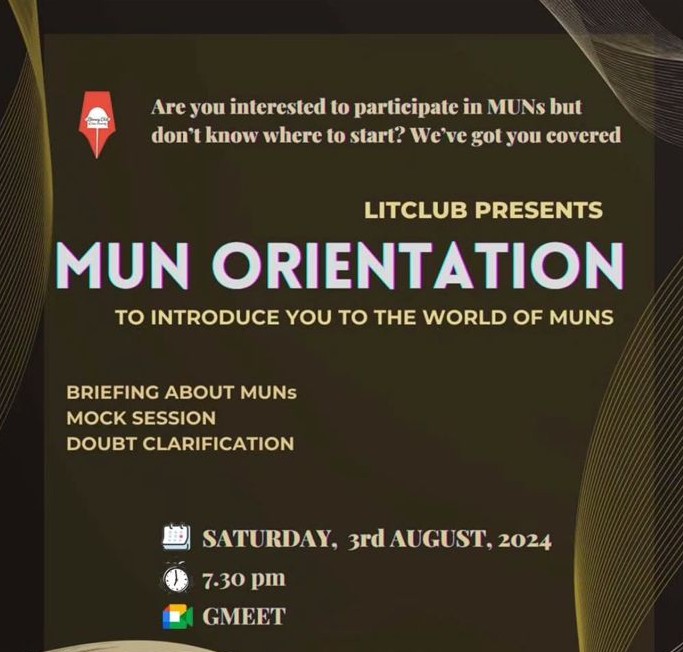 Are you interested to participate in MUNs but
don't know where to start? We've got you covered
LITCLUB PRESENTS
MUN ORIENTATION
TO INTRODUCE YOU TO THE WORLD OF MUNS
BRIEFING ABOUT MUNs
MOCK SESSION
DOUBT CLARIFICATION
SATURDAY, 3rd AUGUST, 2024
7.30 pm
GMEET